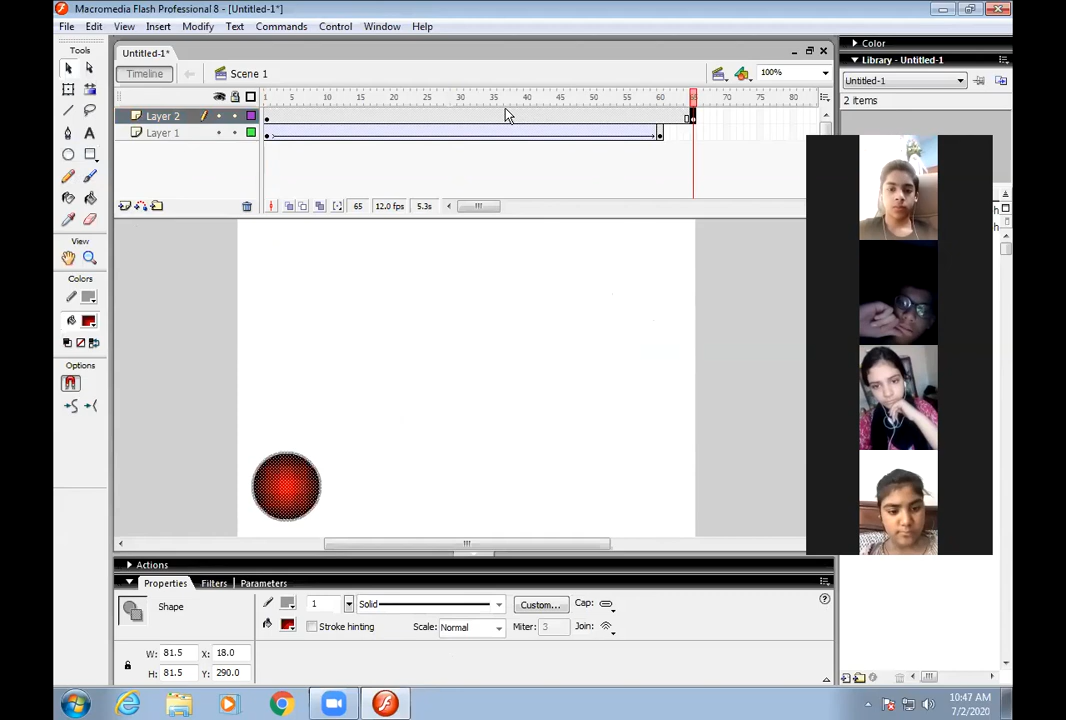 Macromedia Flash Professional 8 - [Untitled-1*]
File Edit View Insert Modify Text Commands Control Window Help
Tools
View
Colors
Options
Untitled-1*
Timeline
Scene 1
100%
1 5 10 15 20 25 30 35 40 45 50 55 60 70 75 80
Layer 2
Layer 1
65 12.0 fps 5.3s
Actions
Properties Filters Parameters
Shape
1 Solid Custom... Cap:
Stroke hinting Scale: Normal Miter: 3 Join:
W: 81.5 X: 18.0
H: 81.5 Y: 290.0
Color
Library - Untitled-1
Untitled-1
2 items
10:47 AM
7/2/2020